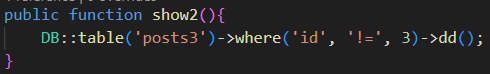 public function show2(){
DB::table('posts3')->where('id', '!=', 3)->dd();
}